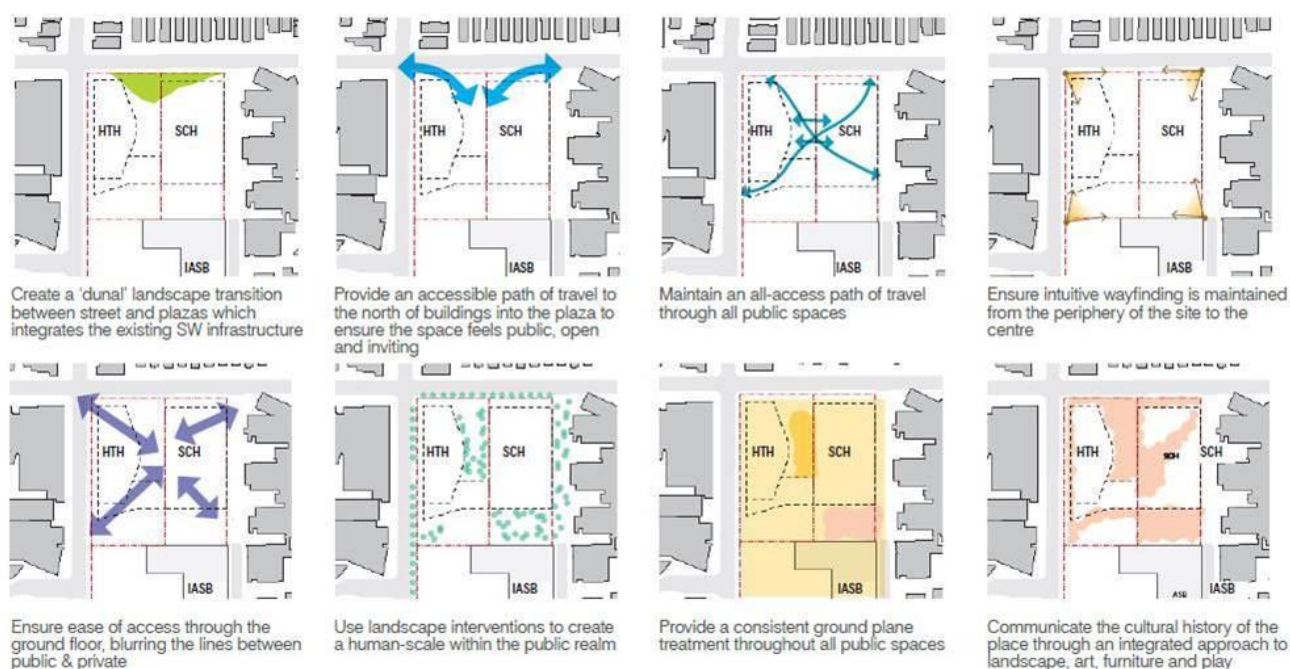 HTH SCH
IASB
Create a 'dunal' landscape transition
between street and plazas which
integrates the existing SW infrastructure
HTH SCH
IASB
Provide an accessible path of travel to
the north of buildings into the plaza to
ensure the space feels public, open
and inviting
HTH SCH
IASB
Maintain an all-access path of travel
through all public spaces
HTH SCH
IASB
Ensure intuitive wayfinding is maintained
from the periphery of the site to the
centre
HTH SCH
IASB
Ensure ease of access through the
ground floor, blurring the lines between
public & private
HTH SCH
IASB
Use landscape interventions to create
a human-scale within the public realm
HTH SCH
IASB
Provide a consistent ground plane
treatment throughout all public spaces
HTH SCH SCH
ASB IASB
Communicate the cultural history of the
place through an integrated approach to
landscape, art, furniture and play